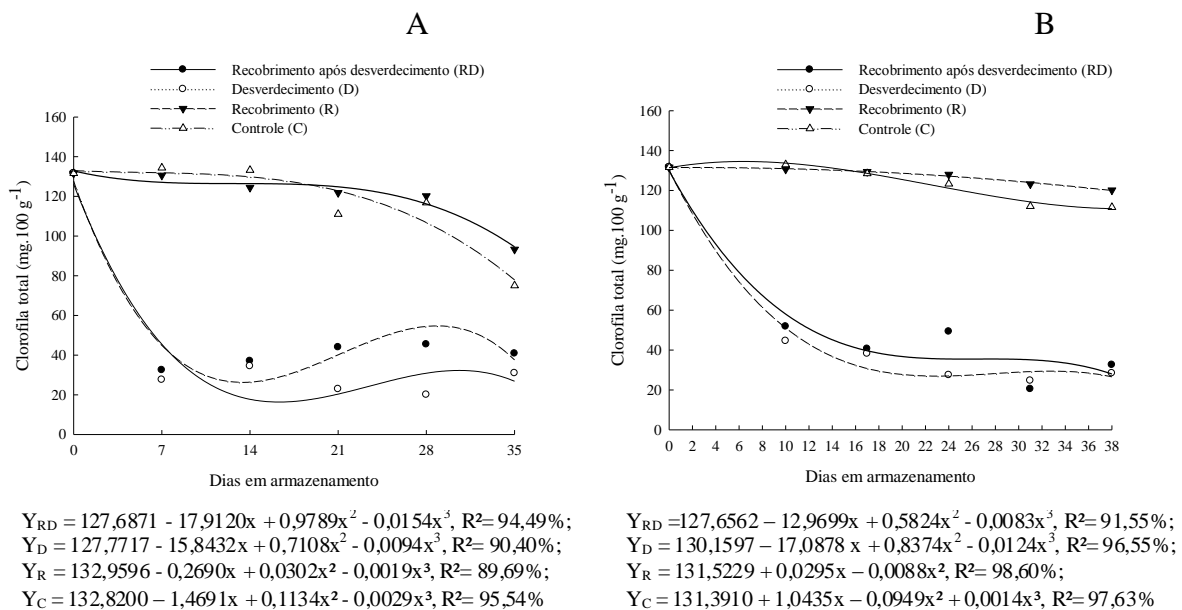 A
Recobrimento após desverdecimento (RD)
Desverdecimento (D)
Recobrimento (R)
Controle (C)
Clorofila total (mg.100 g⁻¹)
160
140
120
100
80
60
40
20
0
0 7 14 21 28 35
Dias em armazenamento
Y_RD = 127,6871 - 17,9120x + 0,9789x² - 0,0154x³, R²= 94,49%;
Y_D = 127,7717 - 15,8432x + 0,7108x² - 0,0094x³, R²= 90,40%;
Y_R = 132,9596 - 0,2690x + 0,0302x² - 0,0019x³, R²= 89,69%;
Y_C = 132,8200 – 1,4691x + 0,1134x² - 0,0029x³, R²= 95,54%
B
Recobrimento após desverdecimento (RD)
Desverdecimento (D)
Recobrimento (R)
Controle (C)
Clorofila total (mg.100 g⁻¹)
160
140
120
100
80
60
40
20
0
0 2 4 6 8 10 12 14 16 18 20 22 24 26 28 30 32 34 36 38
Dias em armazenamento
Y_RD =127,6562 – 12,9699x + 0,5824x² - 0,0083x³, R²= 91,55%;
Y_D = 130,1597 – 17,0878 x + 0,8374x² - 0,0124x³, R²= 96,55%;
Y_R = 131,5229 + 0,0295x – 0,0088x², R²= 98,60%;
Y_C = 131,3910 + 1,0435x – 0,0949x² + 0,0014x³, R²= 97,63%